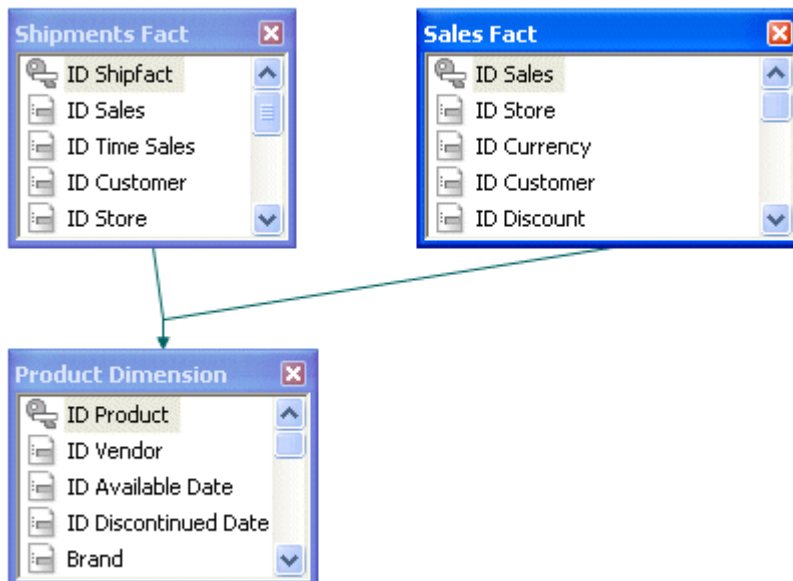 Shipments Fact
ID Shipfact
ID Sales
ID Time Sales
ID Customer
ID Store
Sales Fact
ID Sales
ID Store
ID Currency
ID Customer
ID Discount
Product Dimension
ID Product
ID Vendor
ID Available Date
ID Discontinued Date
Brand